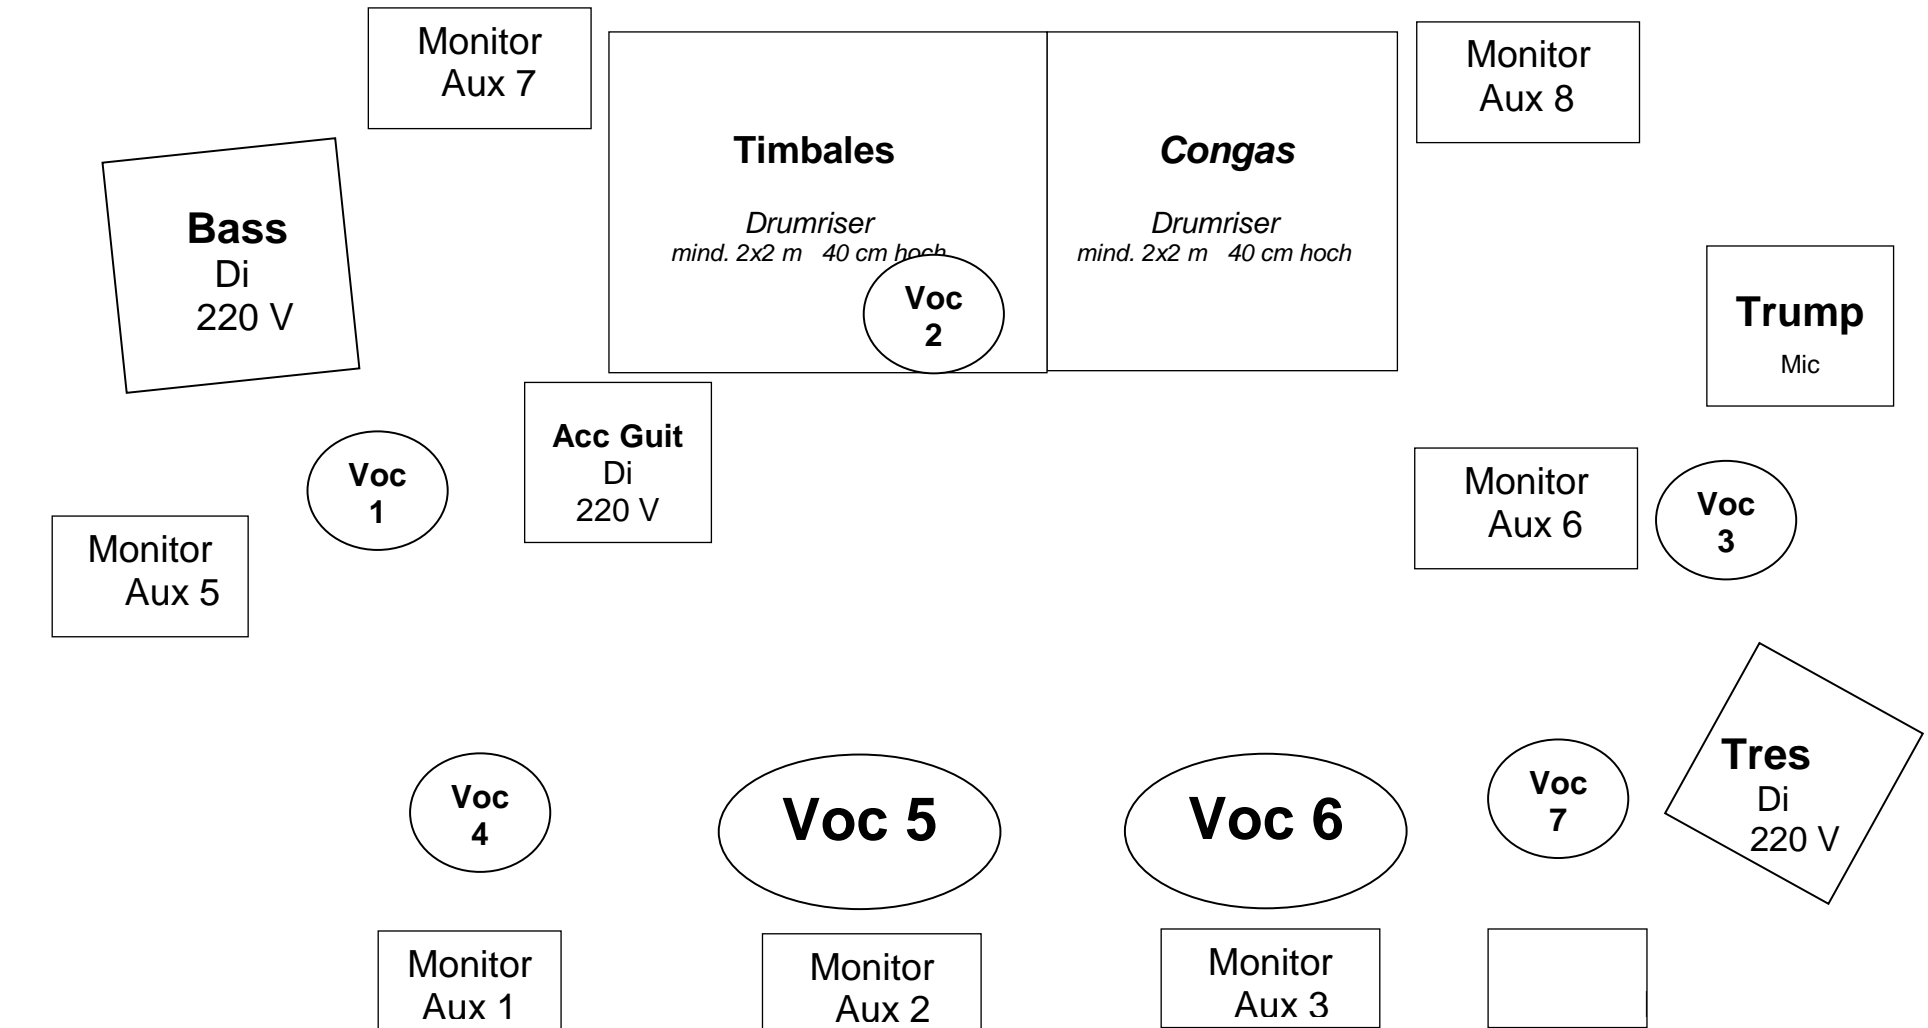 Monitor
Aux 7
Monitor
Aux 8
Timbales
Drumriser
mind. 2x2 m 40 cm hoch
Congas
Drumriser
mind. 2x2 m 40 cm hoch
Bass
Di
220 V
Voc
2
Trump
Mic
Acc Guit
Di
220 V
Voc
1
Monitor
Aux 6
Voc
3
Monitor
Aux 5
Tres
Di
220 V
Voc
4
Voc 5
Voc 6
Voc
7
Monitor
Aux 1
Monitor
Aux 2
Monitor
Aux 3